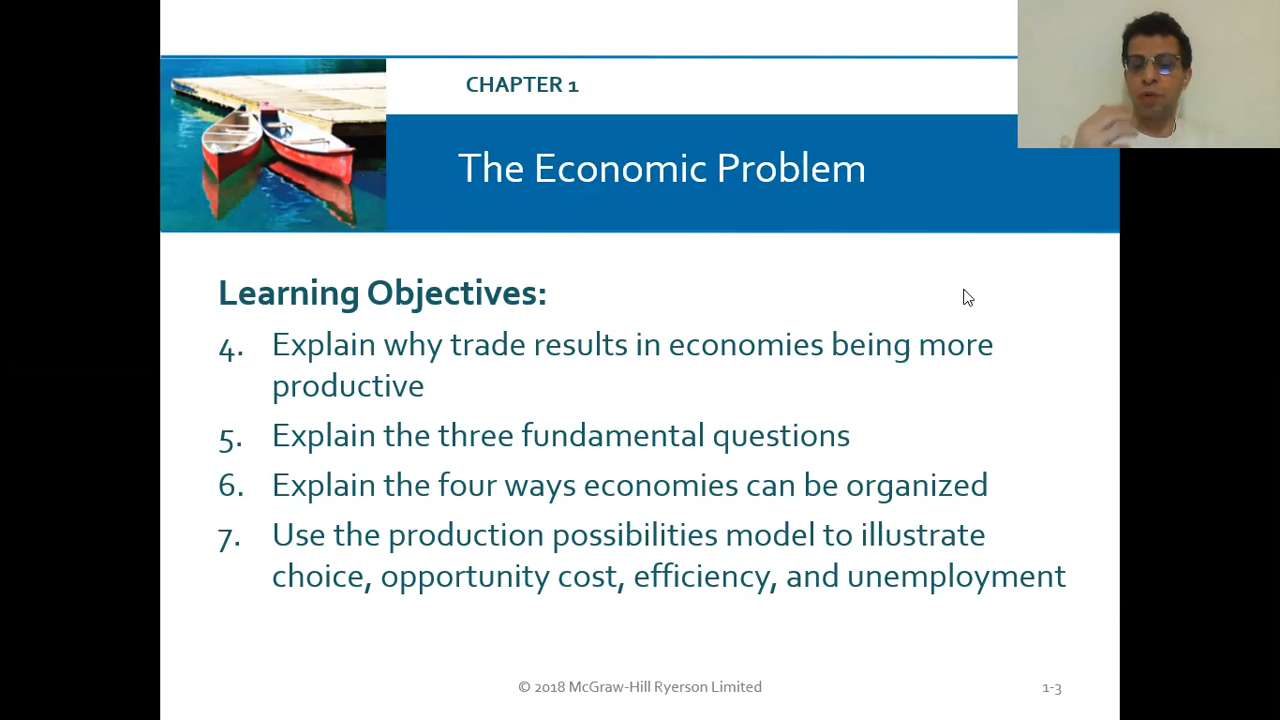 CHAPTER 1
The Economic Problem
Learning Objectives:
4. Explain why trade results in economies being more
productive
5. Explain the three fundamental questions
6. Explain the four ways economies can be organized
7. Use the production possibilities model to illustrate
choice, opportunity cost, efficiency, and unemployment
© 2018 McGraw-Hill Ryerson Limited
1-3